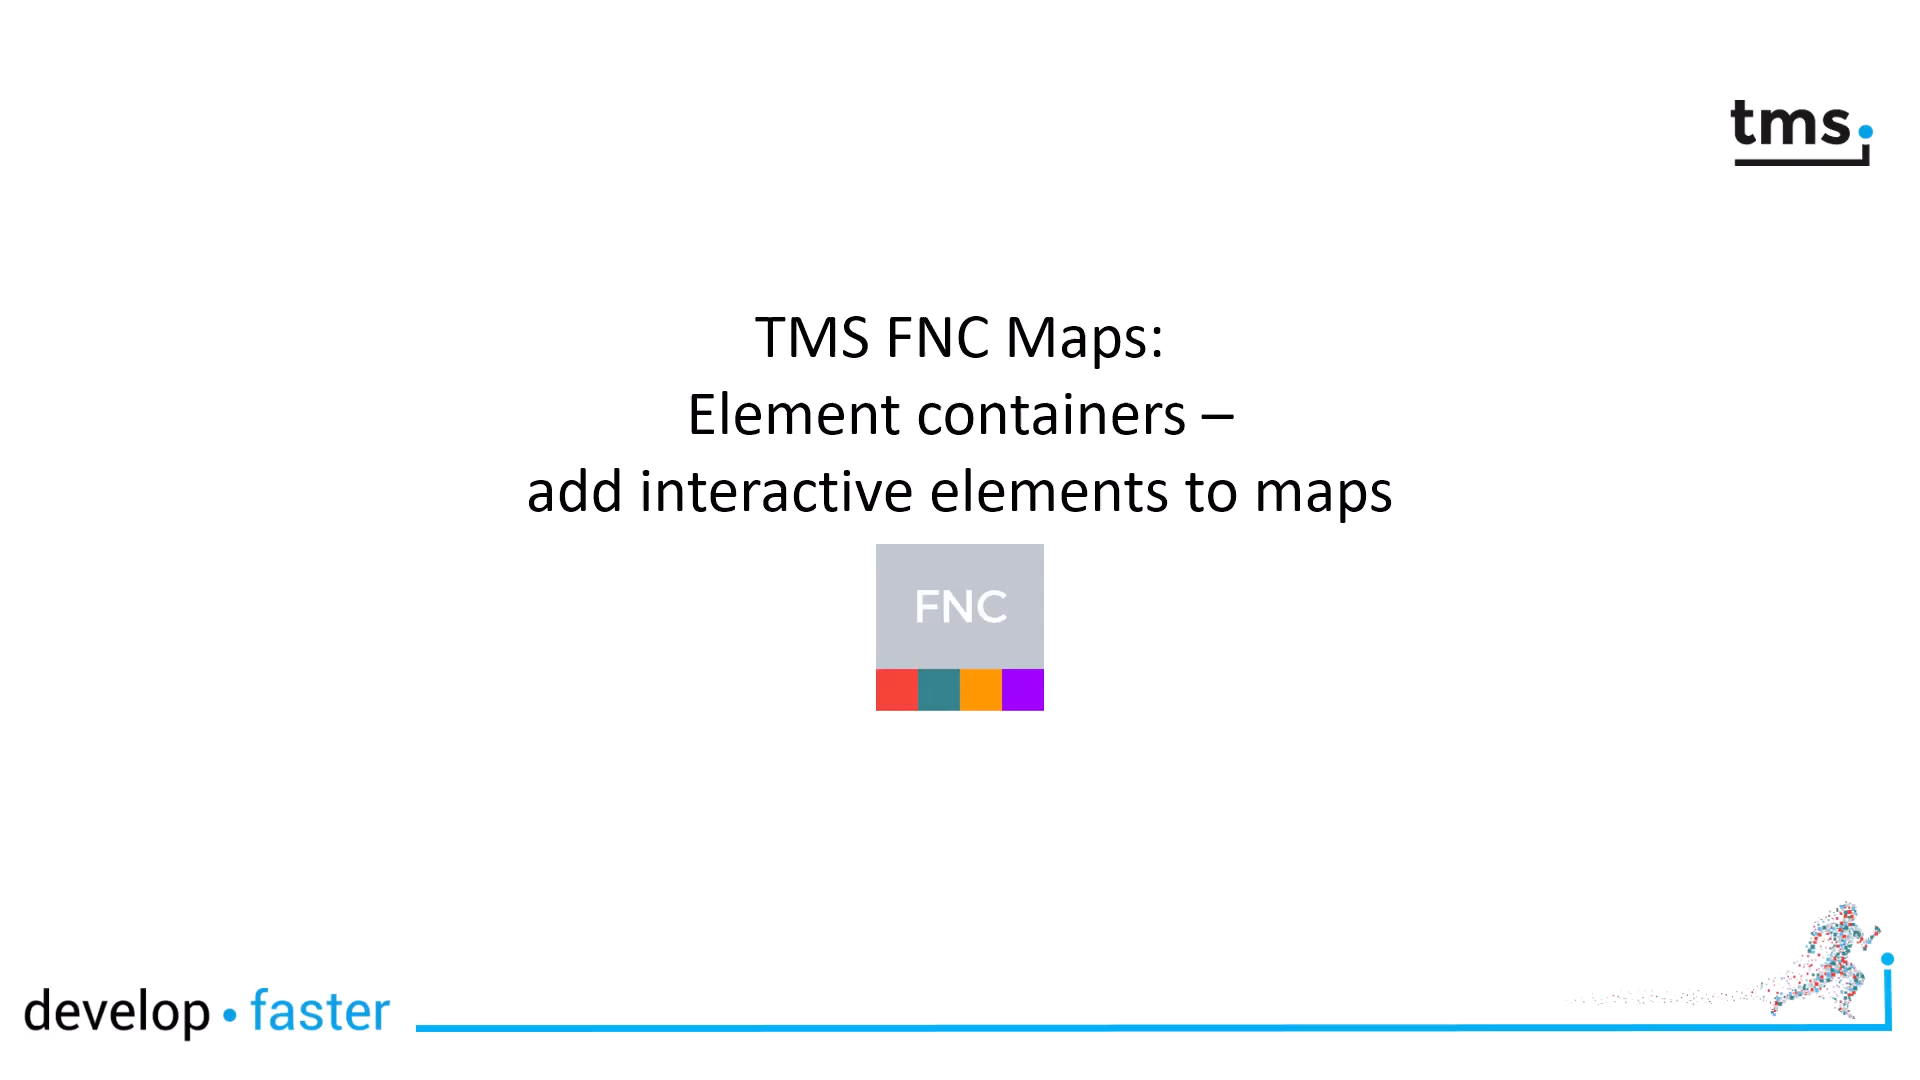 tms.
TMS FNC Maps:
Element containers –
add interactive elements to maps
FNC
develop • faster